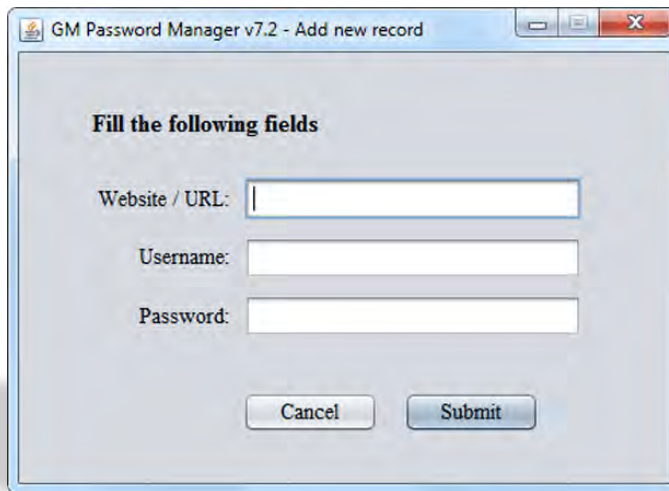 GM Password Manager v7.2 - Add new record
Fill the following fields
Website / URL:
Username:
Password:
Cancel Submit